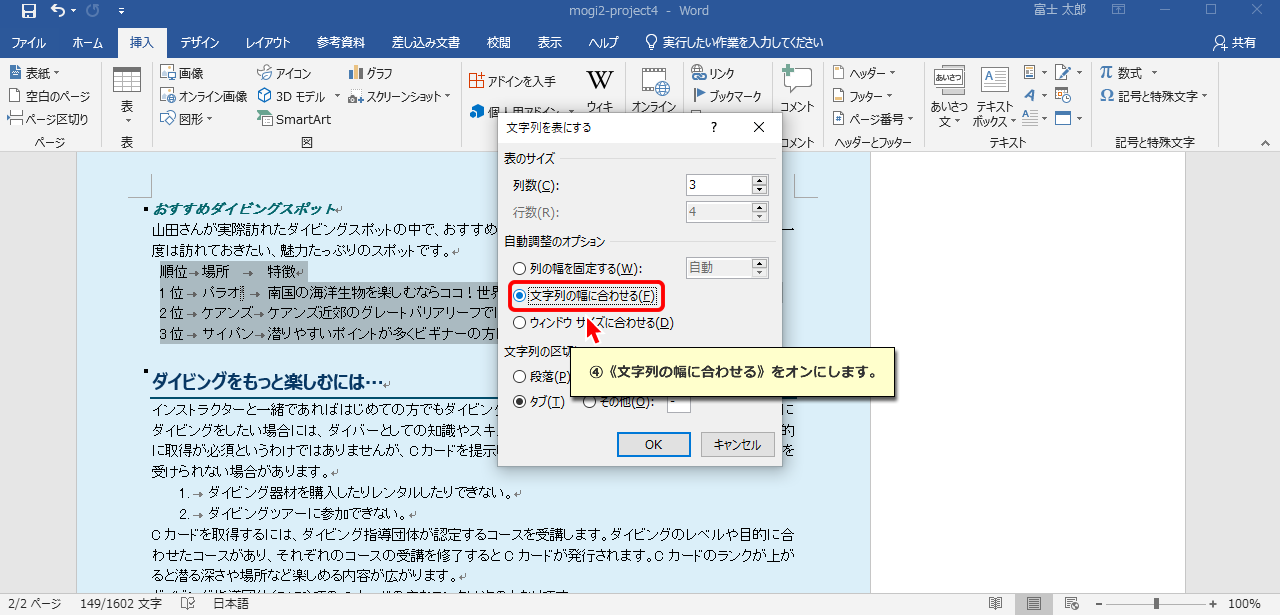 mogi2-project4 - Word
富士 太郎
ファイル ホーム 挿入 デザイン レイアウト 参考資料 差し込み文書 校閲 表示 ヘルプ 実行したい作業を入力してください 共有
表紙
空白のページ
ページ区切り
ページ
表
表
画像
オンライン画像
図形
アイコン
3D モデル
SmartArt
グラフ
スクリーンショット
図
アドインを入手
個人用アドイン
W
ウィキ
オンライン
リンク
ブックマーク
コメント
コメント
ヘッダー
フッター
ページ番号
ヘッダーとフッター
あいさつ
あいさつ
文
A
テキスト
ボックス
テキスト
π 数式
Ω 記号と特殊文字
記号と特殊文字
文字列を表にする ?
表のサイズ
列数(C): 3
行数(R): 4
自動調整のオプション
列の幅を固定する(W): 自動
文字列の幅に合わせる(F)
ウィンドウ サイズに合わせる(D)
文字列の区切
段落(P)
タブ(T) その他(O): -
OK キャンセル
④《文字列の幅に合わせる》をオンにします。
おすすめダイビングスポット
山田さんが実際訪れたダイビングスポットの中で、おすすめ
度は訪れておきたい、魅力たっぷりのスポットです。
順位→場所 → 特徴
1 位→パラオ → 南国の海洋生物を楽しむならココ！世界
2 位→ケアンズ→ケアンズ近郊のグレートバリアリーフで
3 位→サイパン→潜りやすいポイントが多くビギナーの方に
ダイビングをもっと楽しむには…
インストラクターと一緒であればはじめての方でもダイビング に
ダイビングをしたい場合には、ダイバーとしての知識やスキ 的
に取得が必須というわけではありませんが、C カードを提示 を
受けられない場合があります。
1.→ダイビング器材を購入したりレンタルしたりできない。
2.→ダイビングツアーに参加できない。
C カードを取得するには、ダイビング指導団体が認定するコースを受講します。ダイビングのレベルや目的に合
わせたコースがあり、それぞれのコースの受講を修了すると C カードが発行されます。C カードのランクが上が
ると潜る深さや場所など楽しめる内容が広がります。
2/2 ページ 149/1602 文字 日本語 100%